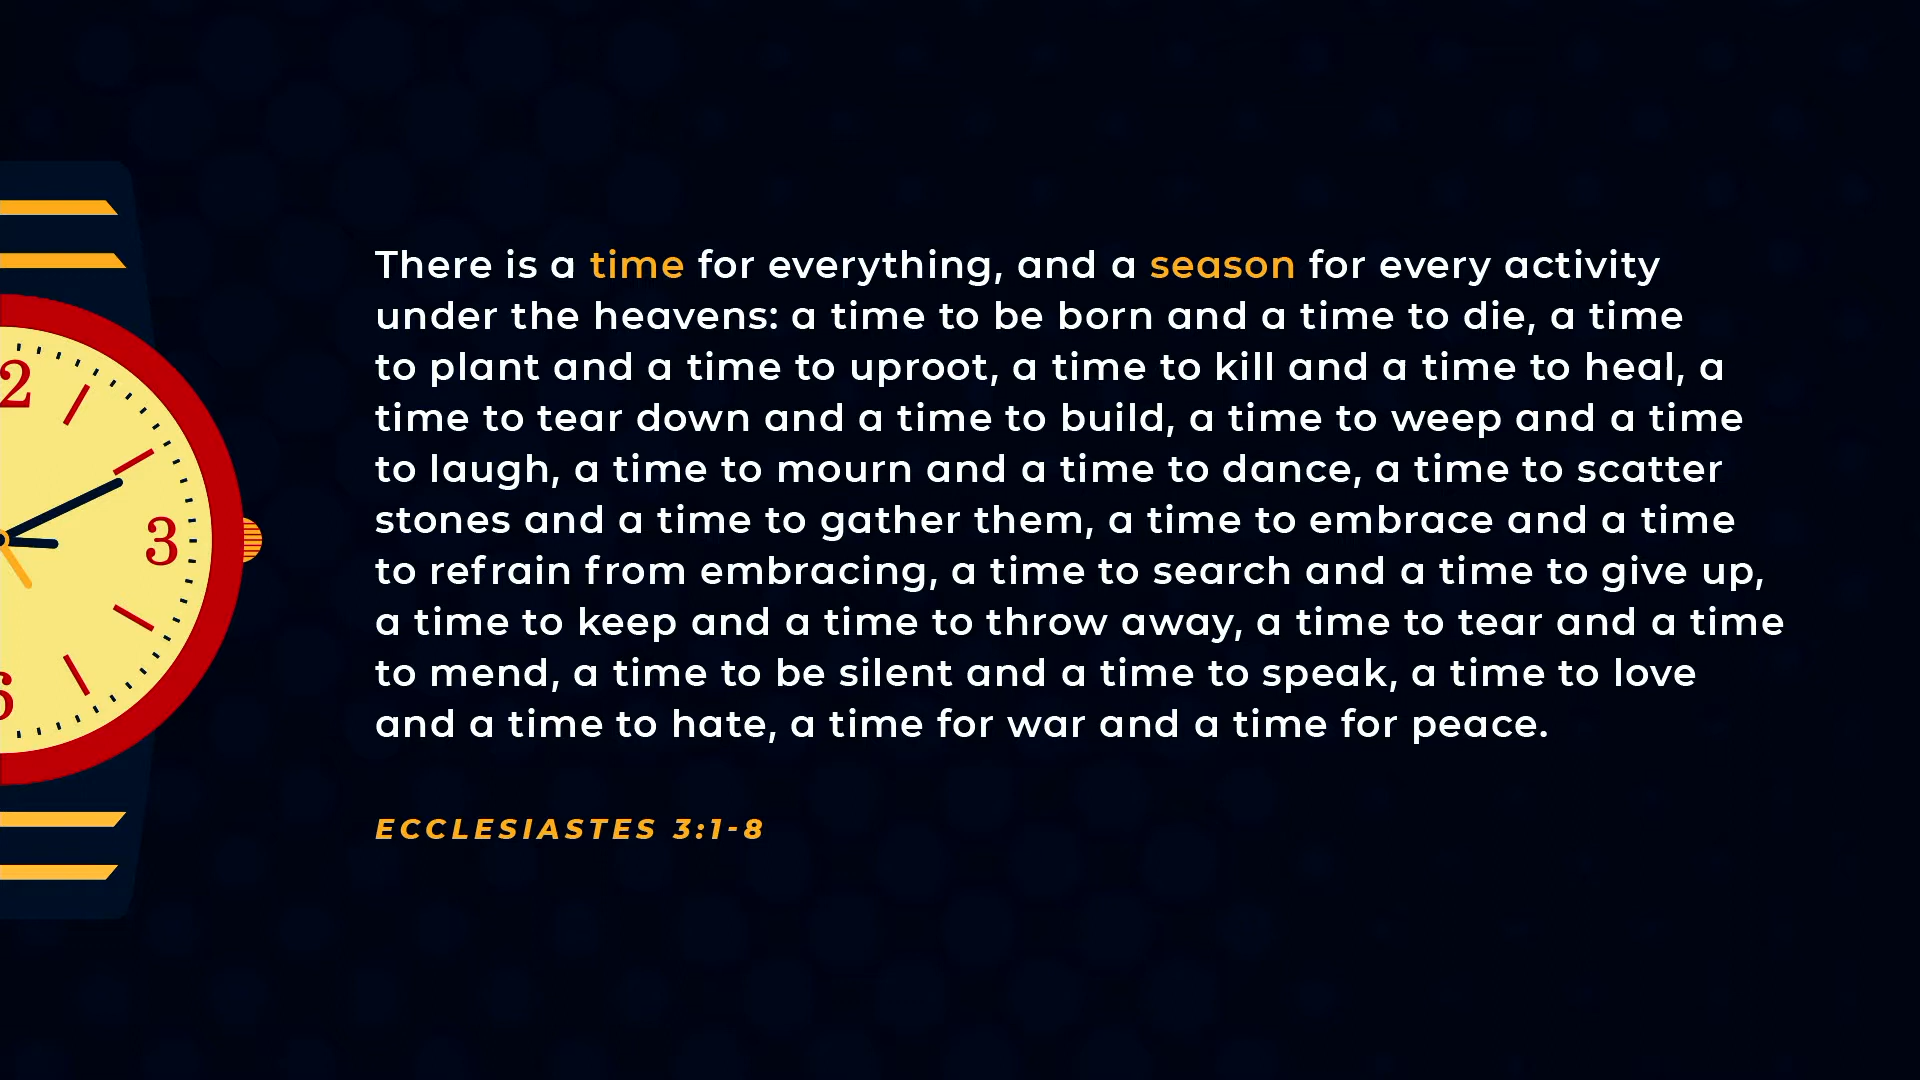 There is a time for everything, and a season for every activity
under the heavens: a time to be born and a time to die, a time
to plant and a time to uproot, a time to kill and a time to heal, a
time to tear down and a time to build, a time to weep and a time
to laugh, a time to mourn and a time to dance, a time to scatter
stones and a time to gather them, a time to embrace and a time
to refrain from embracing, a time to search and a time to give up,
a time to keep and a time to throw away, a time to tear and a time
to mend, a time to be silent and a time to speak, a time to love
and a time to hate, a time for war and a time for peace.
ECCLESIASTES 3:1-8
2
3
6